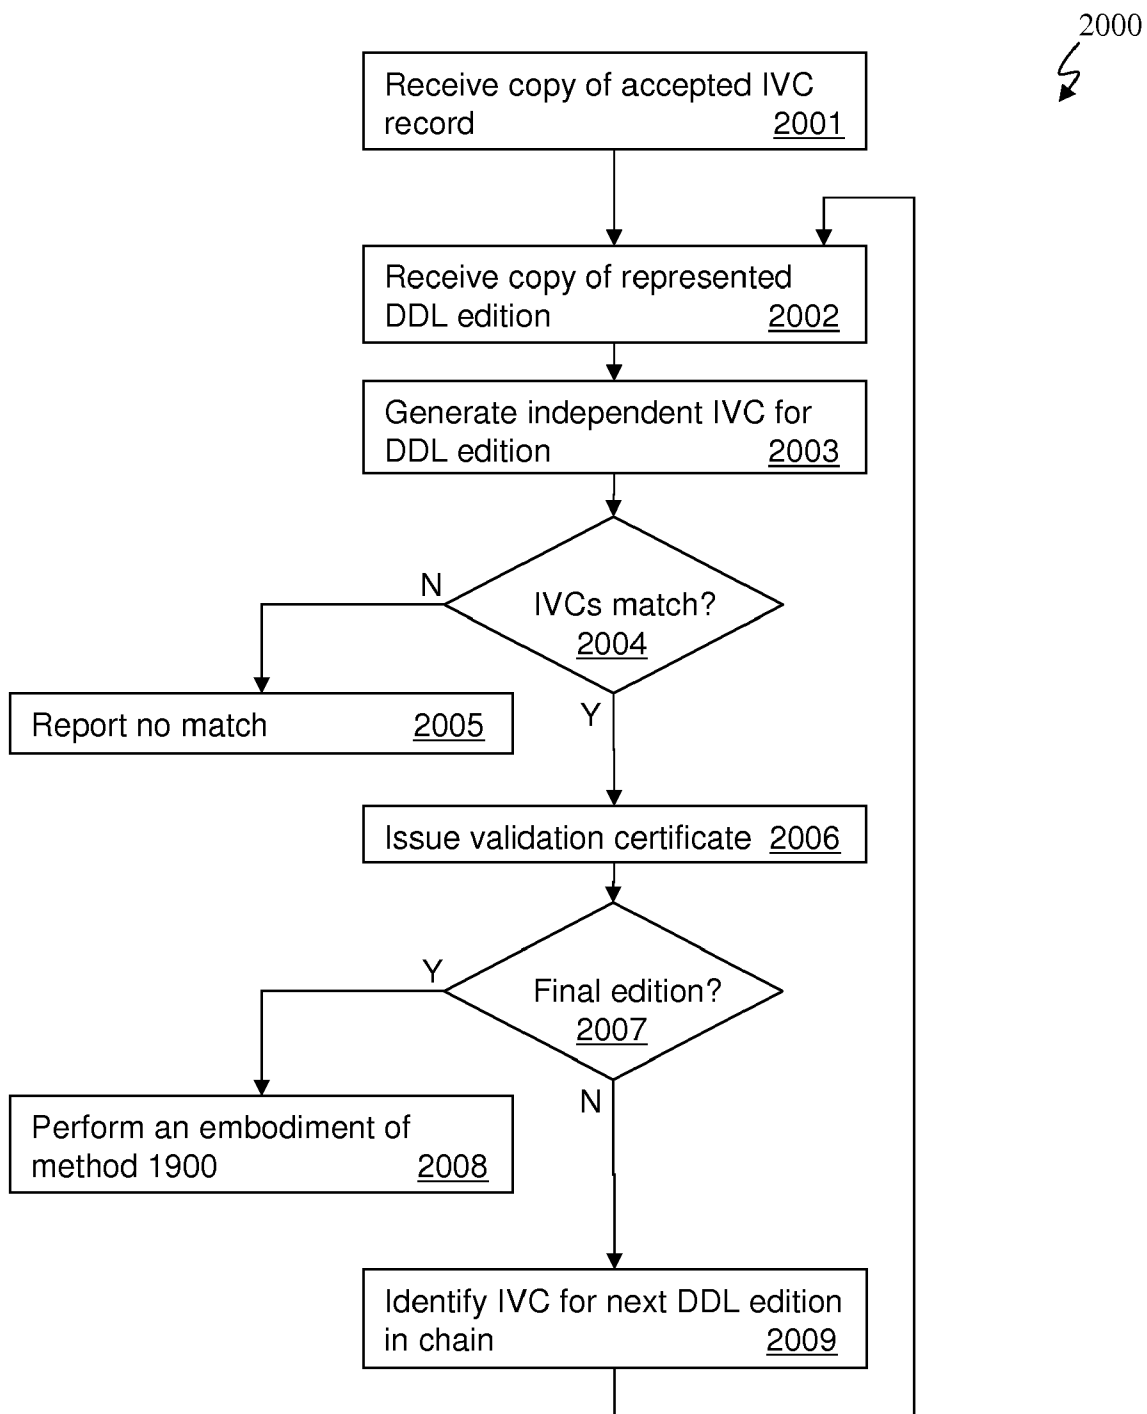 2000
Receive copy of accepted IVC
record 2001
Receive copy of represented
DDL edition 2002
Generate independent IVC for
DDL edition 2003
N
IVCs match?
2004
Report no match 2005
Y
Issue validation certificate 2006
Y
Final edition?
2007
N
Perform an embodiment of
method 1900 2008
Identify IVC for next DDL edition
in chain 2009